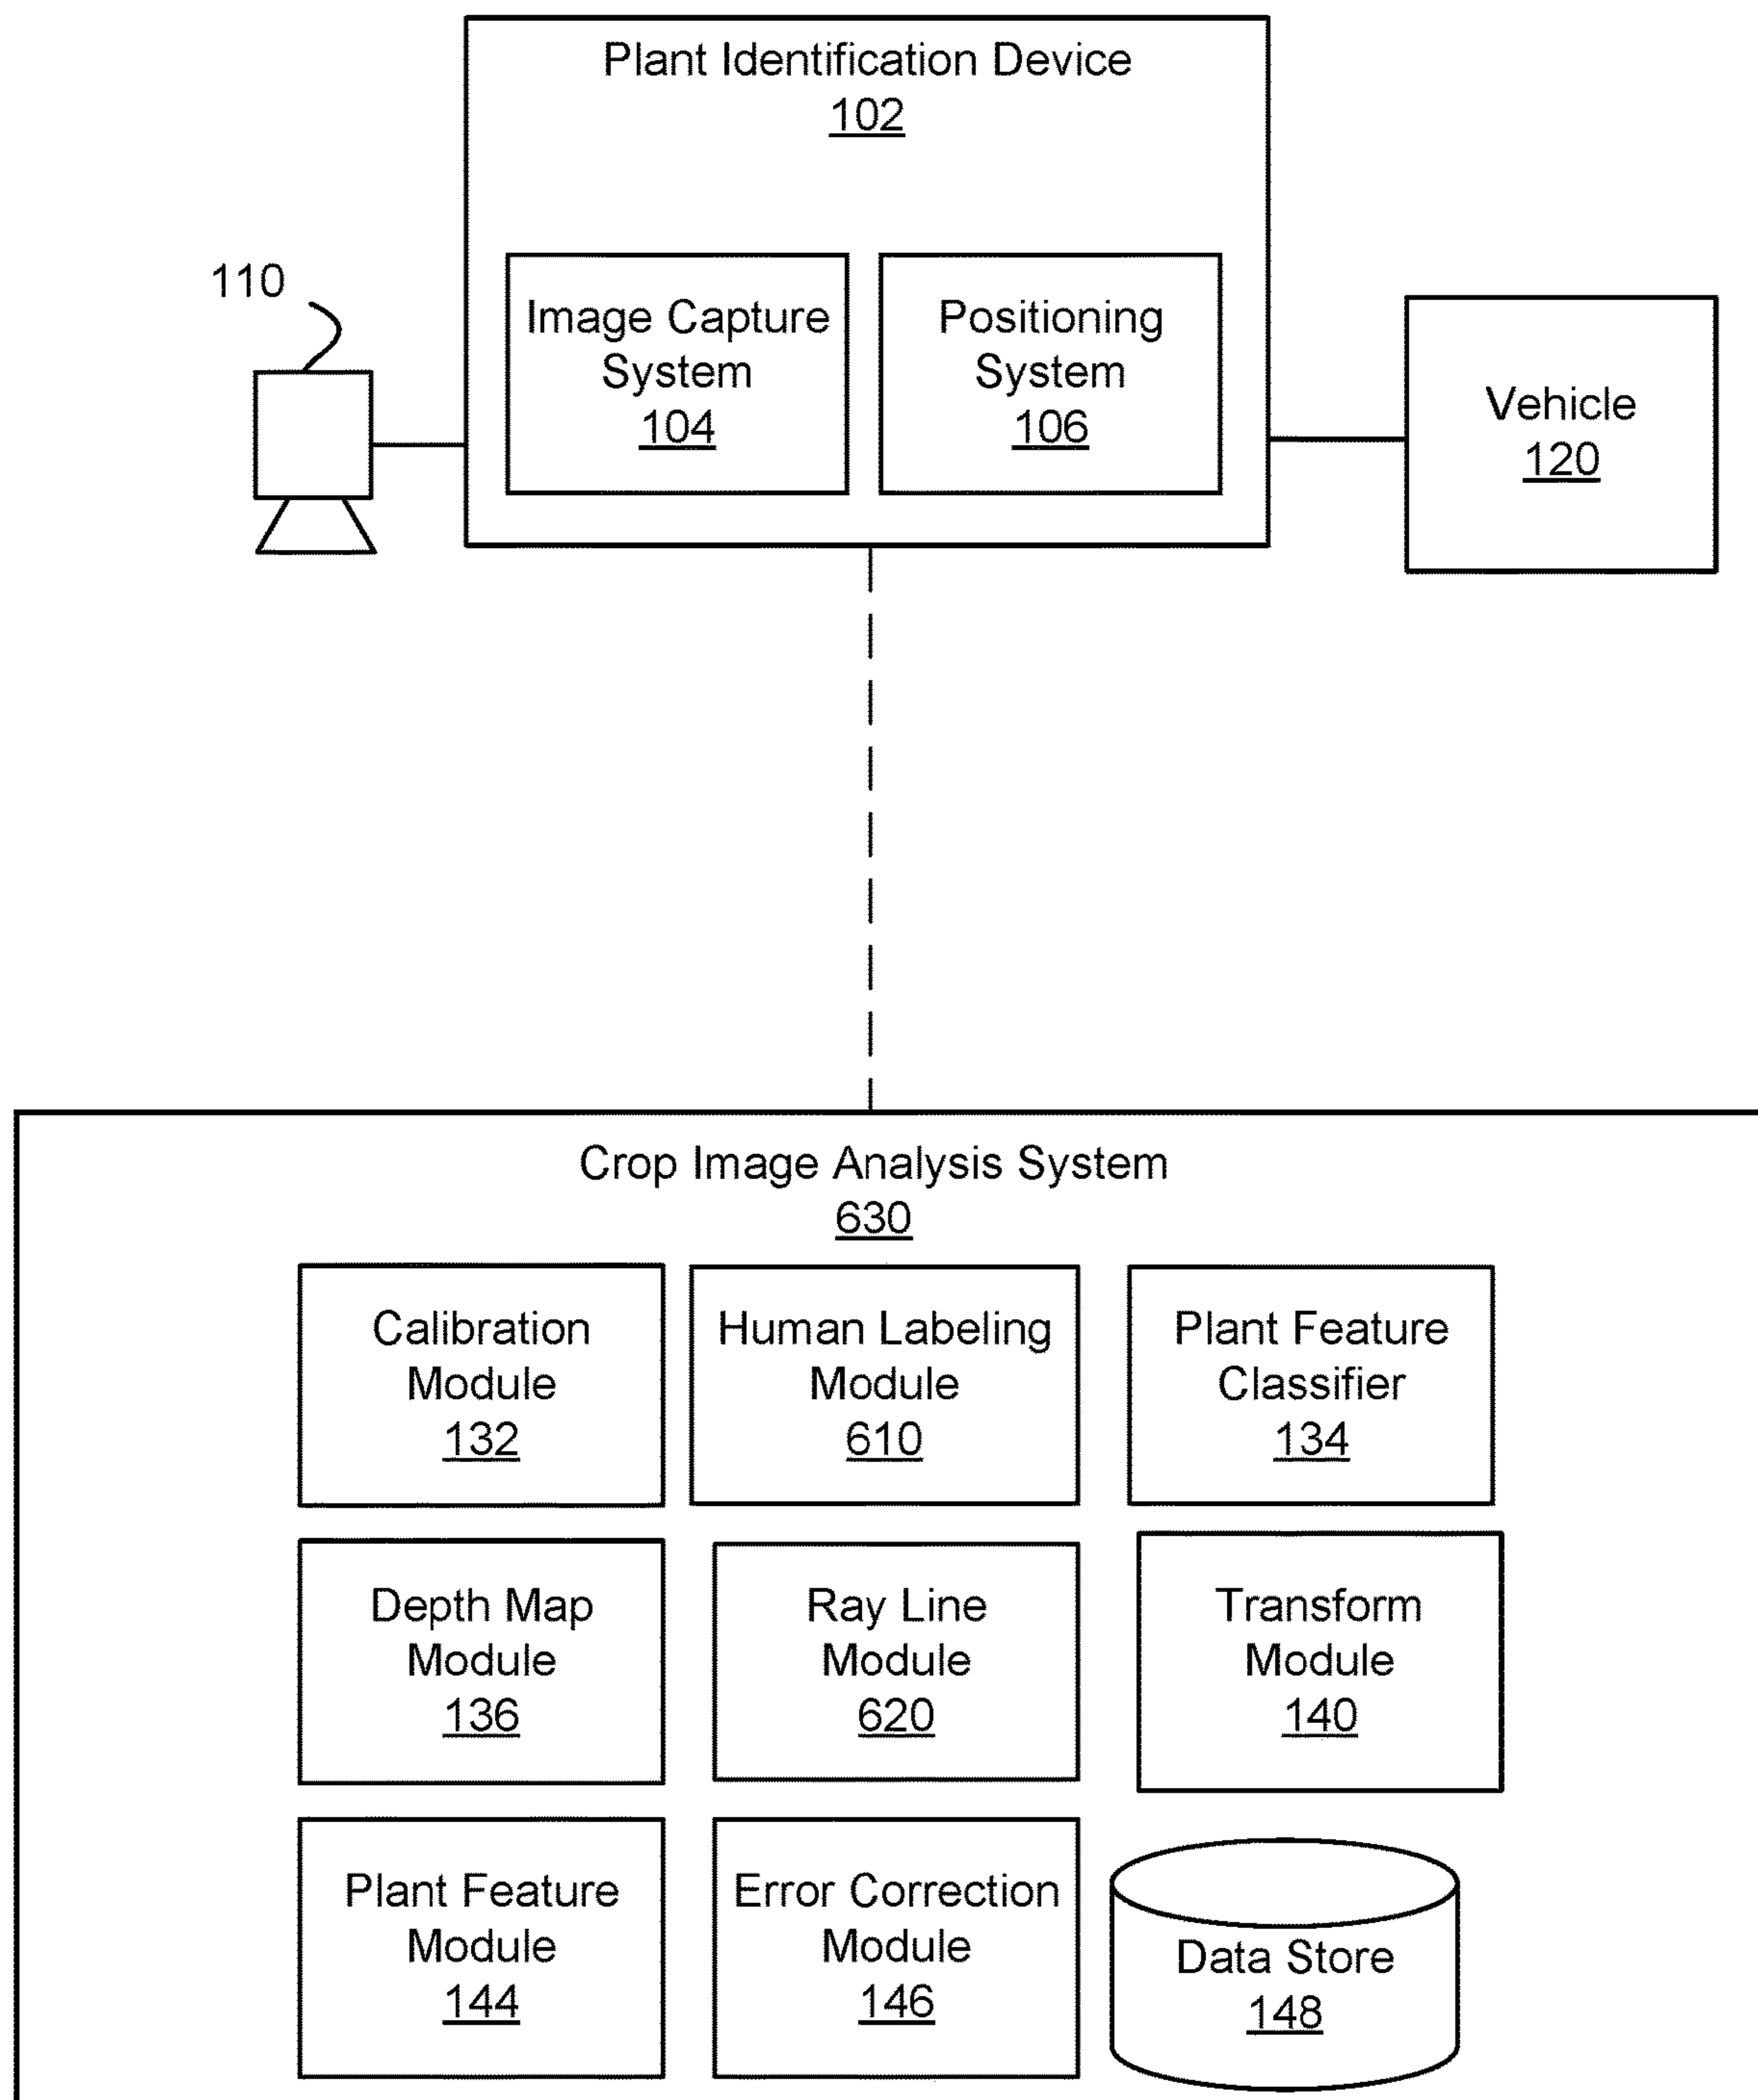 Plant Identification Device
102
110
Image Capture
System
104
Positioning
System
106
Vehicle
120
Crop Image Analysis System
630
Calibration
Module
132
Human Labeling
Module
610
Plant Feature
Classifier
134
Depth Map
Module
136
Ray Line
Module
620
Transform
Module
140
Plant Feature
Module
144
Error Correction
Module
146
Data Store
148